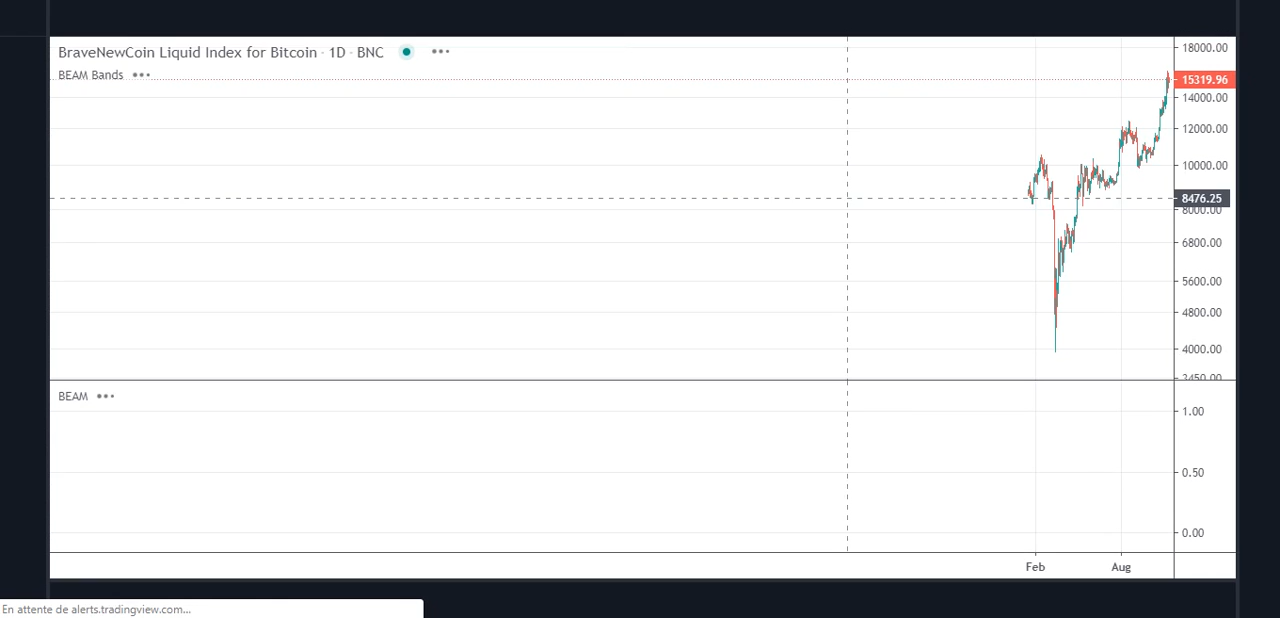 BraveNewCoin Liquid Index for Bitcoin · 1D · BNC
BEAM Bands
18000.00
15319.96
14000.00
12000.00
10000.00
8476.25
8000.00
6800.00
5600.00
4800.00
4000.00
3450.00
BEAM
1.00
0.50
0.00
Feb
Aug
En attente de alerts.tradingview.com...